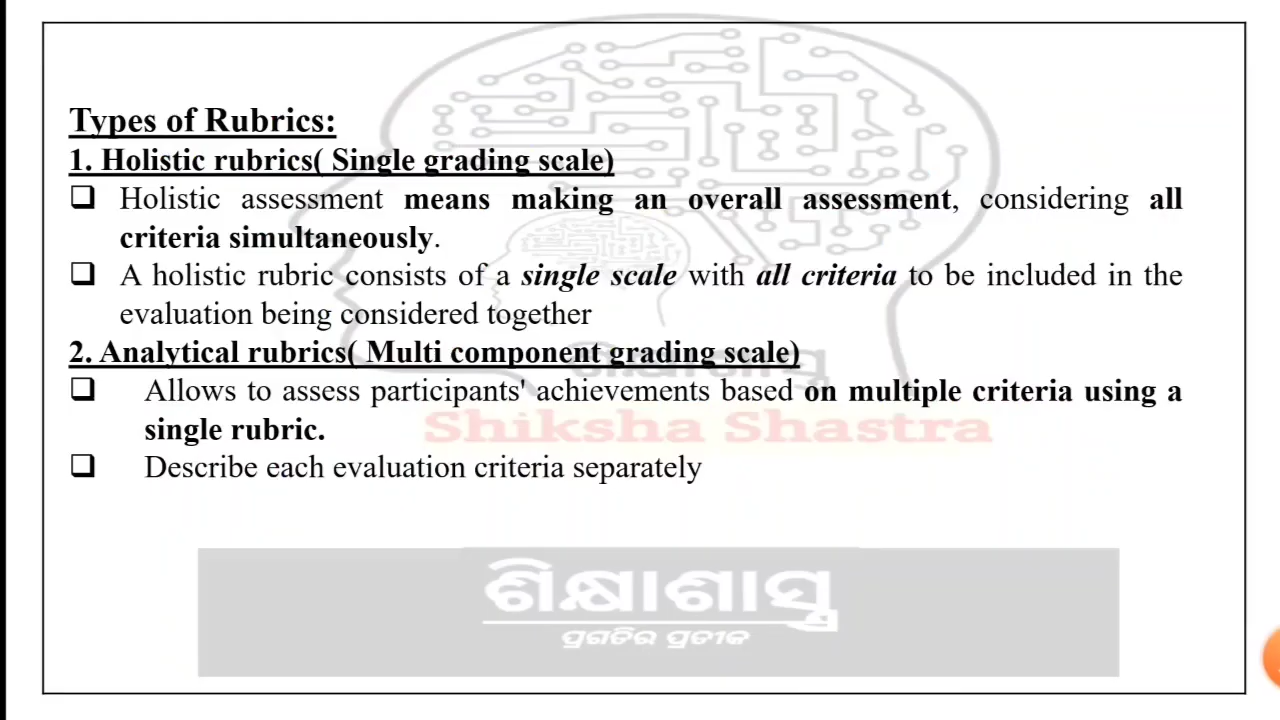 Types of Rubrics:
1. Holistic rubrics( Single grading scale)
❑ Holistic assessment means making an overall assessment, considering all
criteria simultaneously.
❑ A holistic rubric consists of a single scale with all criteria to be included in the
evaluation being considered together
2. Analytical rubrics( Multi component grading scale)
❑ Allows to assess participants' achievements based on multiple criteria using a
single rubric.
Shiksha Shastra
❑ Describe each evaluation criteria separately
ଶିକ୍ଷାଶାସ୍ତ୍ର
ପ୍ରଗତିର ପ୍ରତୀକ